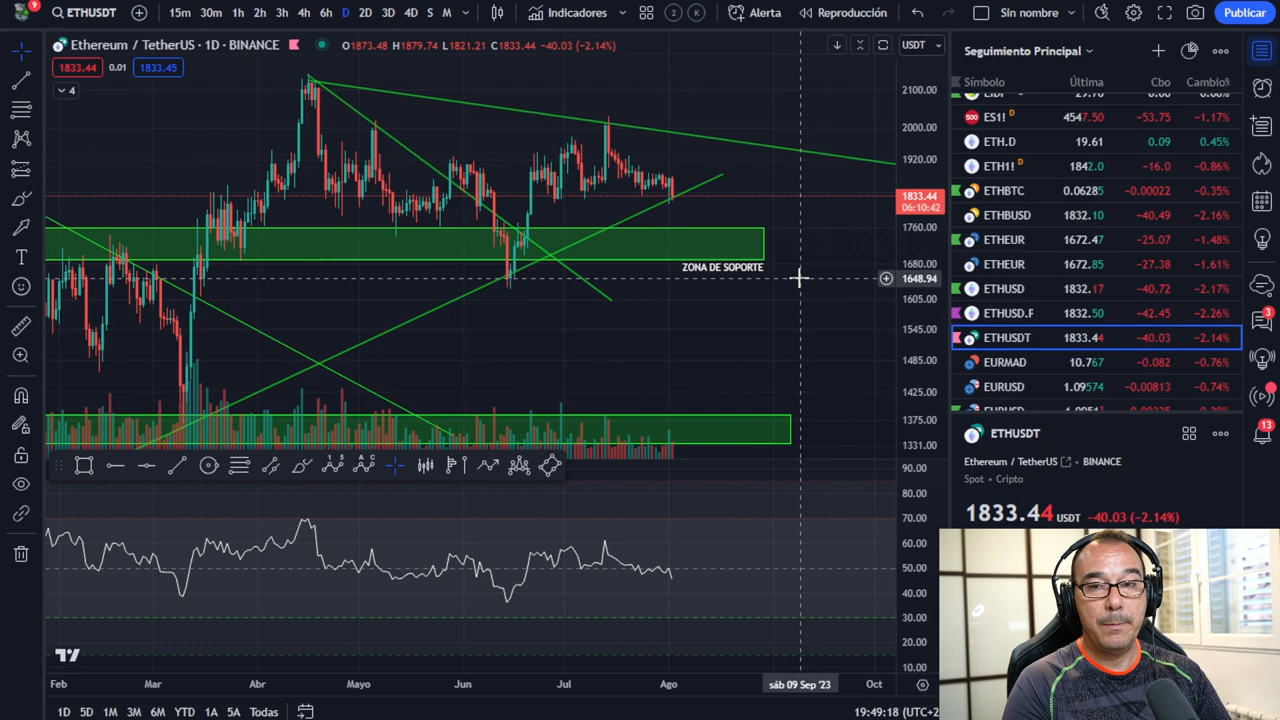 9
ETHUSDT
15m 30m 1h 2h 3h 4h 6h D 2D 3D 4D S M
Indicadores
2 K
Alerta
Reproducción
Sin nombre
Publicar
Ethereum / TetherUS · 1D · BINANCE
O1873.48 H1879.74 L1821.21 C1833.44 -40.03 (-2.14%)
USDT
1833.44 0.01 1833.45
4
2100.00
2000.00
1920.00
1833.44
06:10:42
1760.00
1680.00
1648.94
1605.00
1545.00
1485.00
1425.00
1375.00
1331.00
ZONA DE SOPORTE
90.00
80.00
70.00
60.00
50.00
40.00
30.00
20.00
10.00
Feb Mar Abr Mayo Jun Jul Ago sáb 09 Sep '23 Oct
1D 5D 1M 3M 6M YTD 1A 5A Todas
19:49:18 (UTC+2
Seguimiento Principal
Símbolo Última Cbo Cambio%
500 ES1! D 4547.50 -53.75 -1.17%
ETH.D 19.61 0.09 0.45%
ETH1! D 1842.0 -16.0 -0.86%
ETHBTC 0.06285 -0.00022 -0.35%
ETHBUSD 1832.10 -40.49 -2.16%
ETHEUR 1672.47 -25.07 -1.48%
ETHEUR 1672.85 -27.38 -1.61%
ETHUSD 1832.17 -40.72 -2.17%
ETHUSD.P 1832.50 -42.45 -2.26%
ETHUSDT 1833.44 -40.03 -2.14%
EURMAD 10.767 -0.082 -0.76%
EURUSD 1.09574 -0.00813 -0.74%
ETHUSDT
Ethereum / TetherUS · BINANCE
Spot · Cripto
1833.44 USDT -40.03 (-2.14%)
3
13